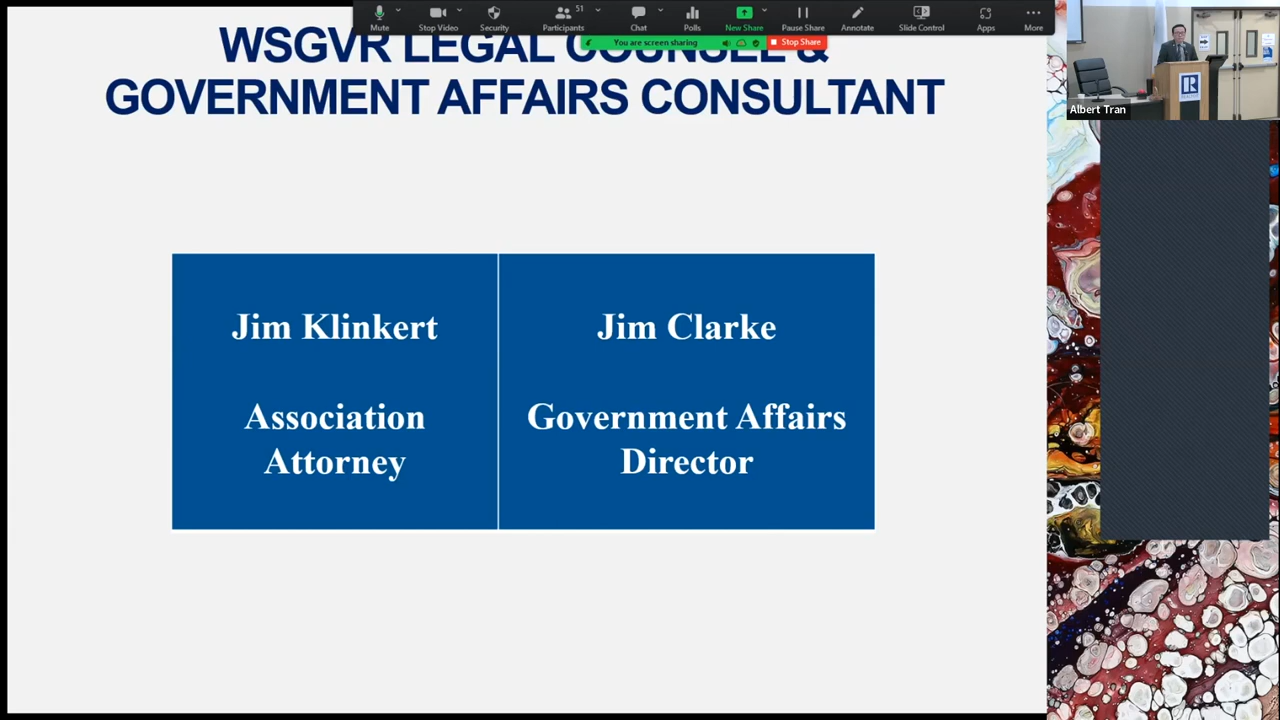 WSGVR LEGAL COUNSEL &
GOVERNMENT AFFAIRS CONSULTANT
Mute
Stop Video
Security
51
Participants
Chat
Polls
New Share
Pause Share
Annotate
Slide Control
Apps
More
You are screen sharing
Stop Share
Albert Tran
Jim Klinkert
Association
Attorney
Jim Clarke
Government Affairs
Director